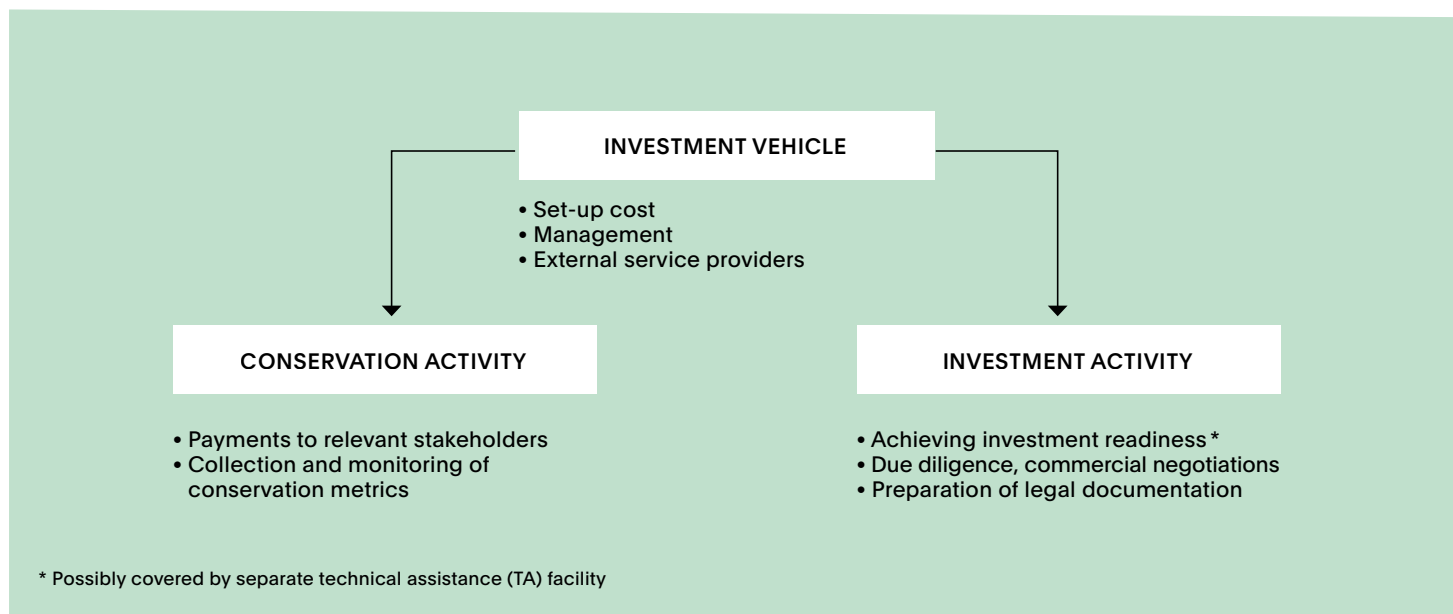 INVESTMENT VEHICLE
• Set-up cost
• Management
• External service providers
CONSERVATION ACTIVITY
• Payments to relevant stakeholders
• Collection and monitoring of
conservation metrics
INVESTMENT ACTIVITY
• Achieving investment readiness *
• Due diligence, commercial negotiations
• Preparation of legal documentation
* Possibly covered by separate technical assistance (TA) facility